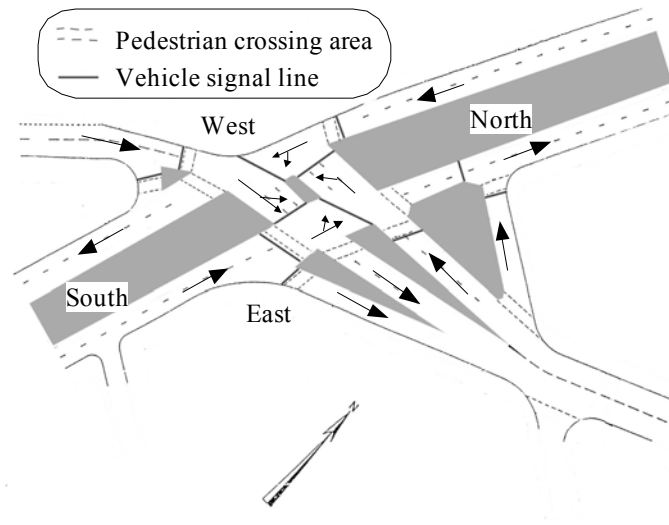 Pedestrian crossing area
Vehicle signal line
West
North
South
East
N